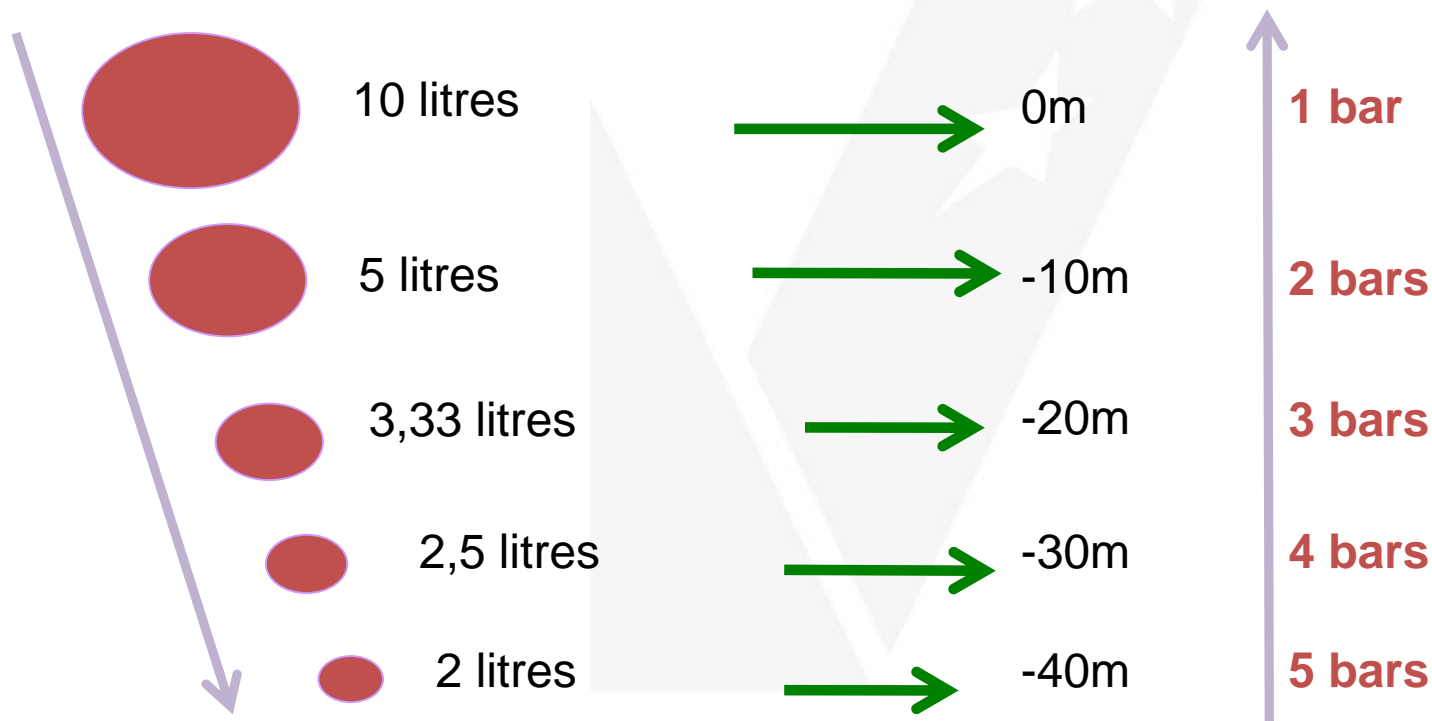 10 litres 0m 1 bar
5 litres -10m 2 bars
3,33 litres -20m 3 bars
2,5 litres -30m 4 bars
2 litres -40m 5 bars